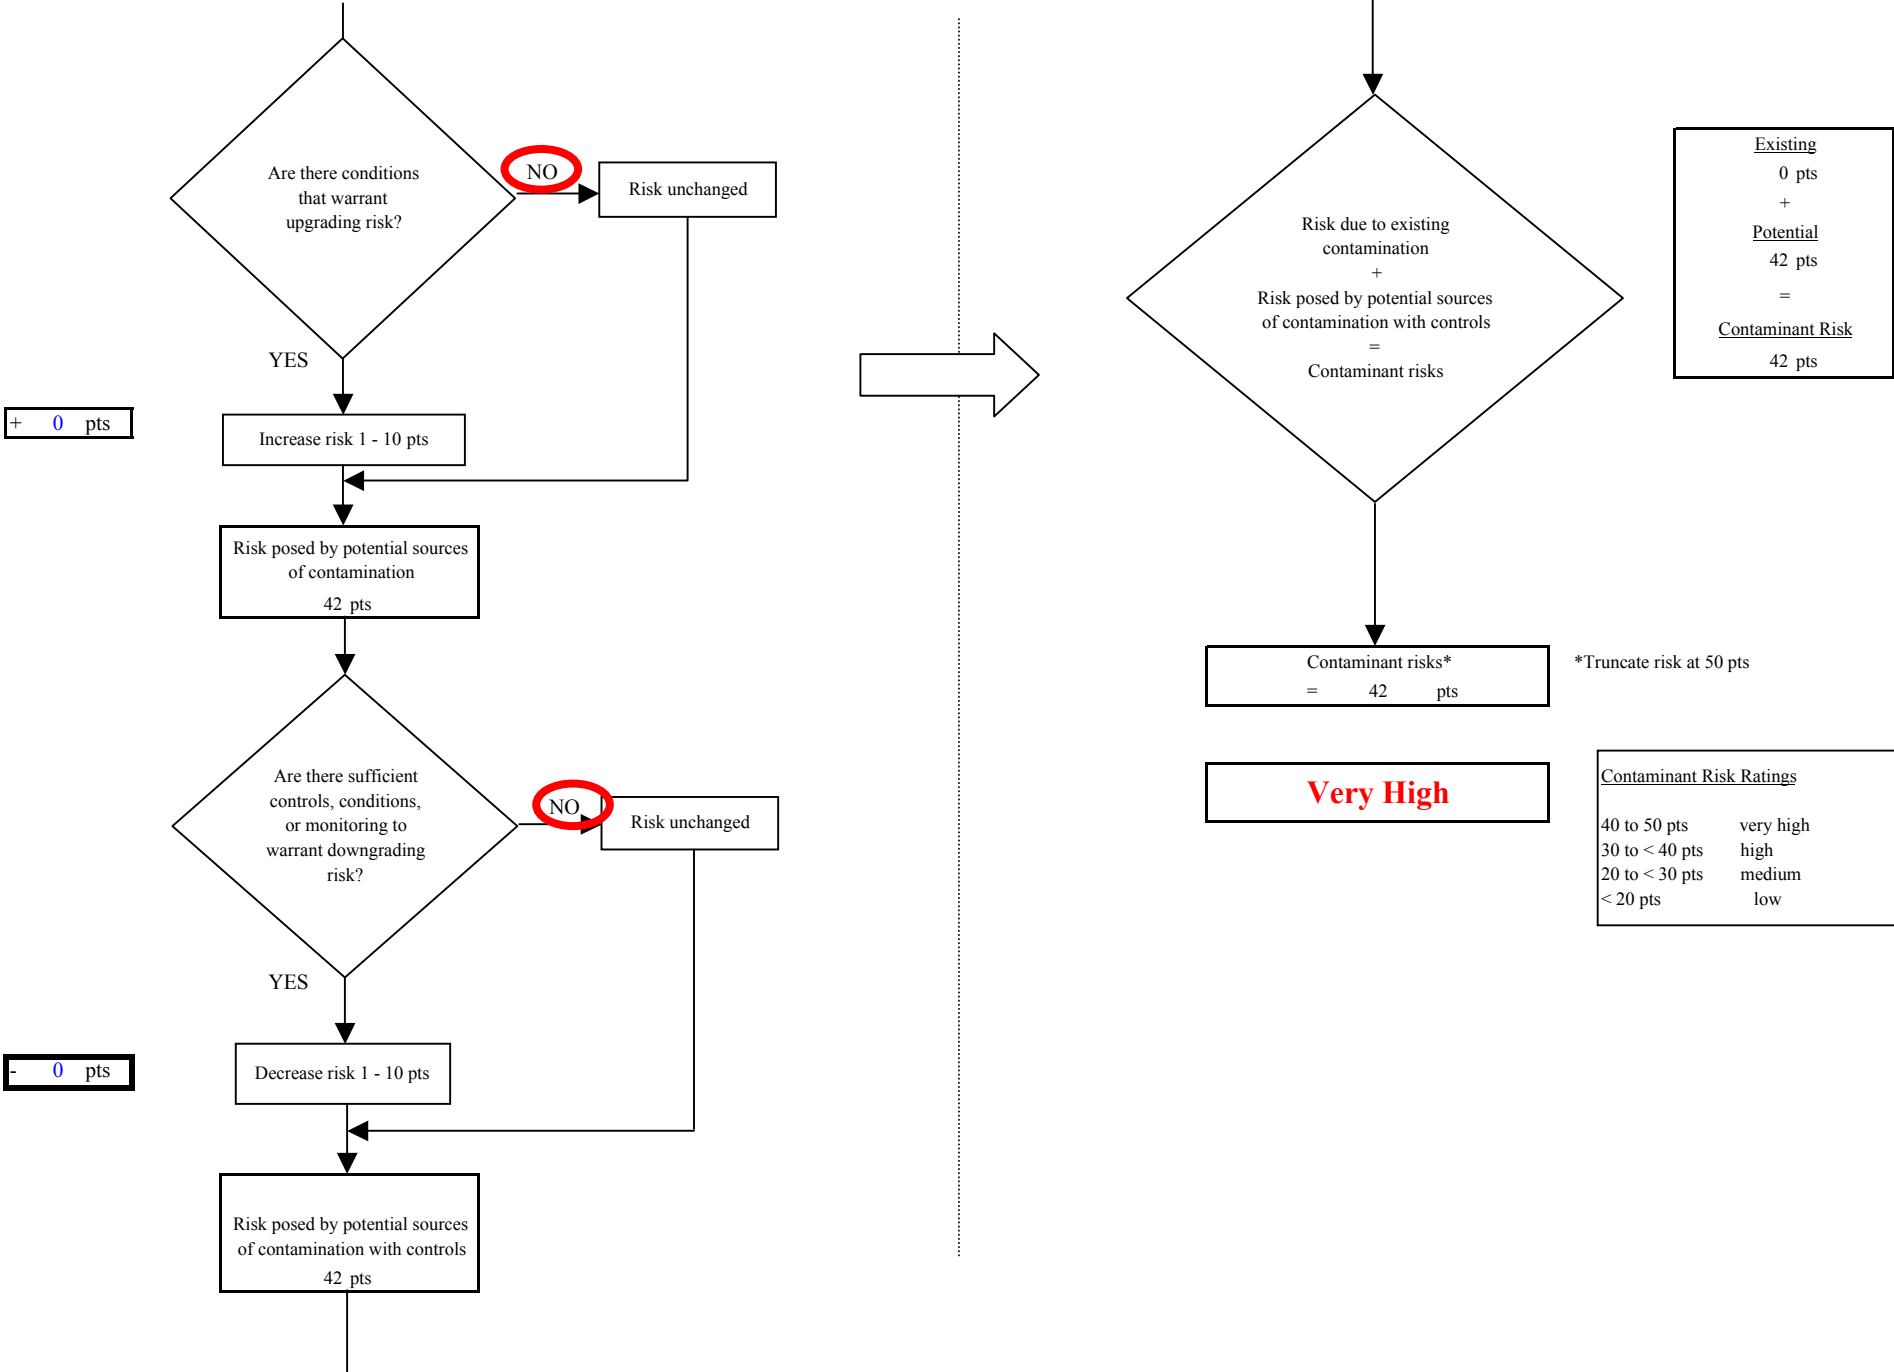 Are there conditions
that warrant
upgrading risk?
NO
Risk unchanged
YES
+ 0 pts
Increase risk 1 - 10 pts
Risk posed by potential sources
of contamination
42 pts
Are there sufficient
controls, conditions,
or monitoring to
warrant downgrading
risk?
NO
Risk unchanged
YES
- 0 pts
Decrease risk 1 - 10 pts
Risk posed by potential sources
of contamination with controls
42 pts
Risk due to existing
contamination
+
Risk posed by potential sources
of contamination with controls
=
Contaminant risks
Existing
0 pts
+
Potential
42 pts
=
Contaminant Risk
42 pts
Contaminant risks*
= 42 pts
*Truncate risk at 50 pts
Very High
Contaminant Risk Ratings
40 to 50 pts very high
30 to < 40 pts high
20 to < 30 pts medium
< 20 pts low